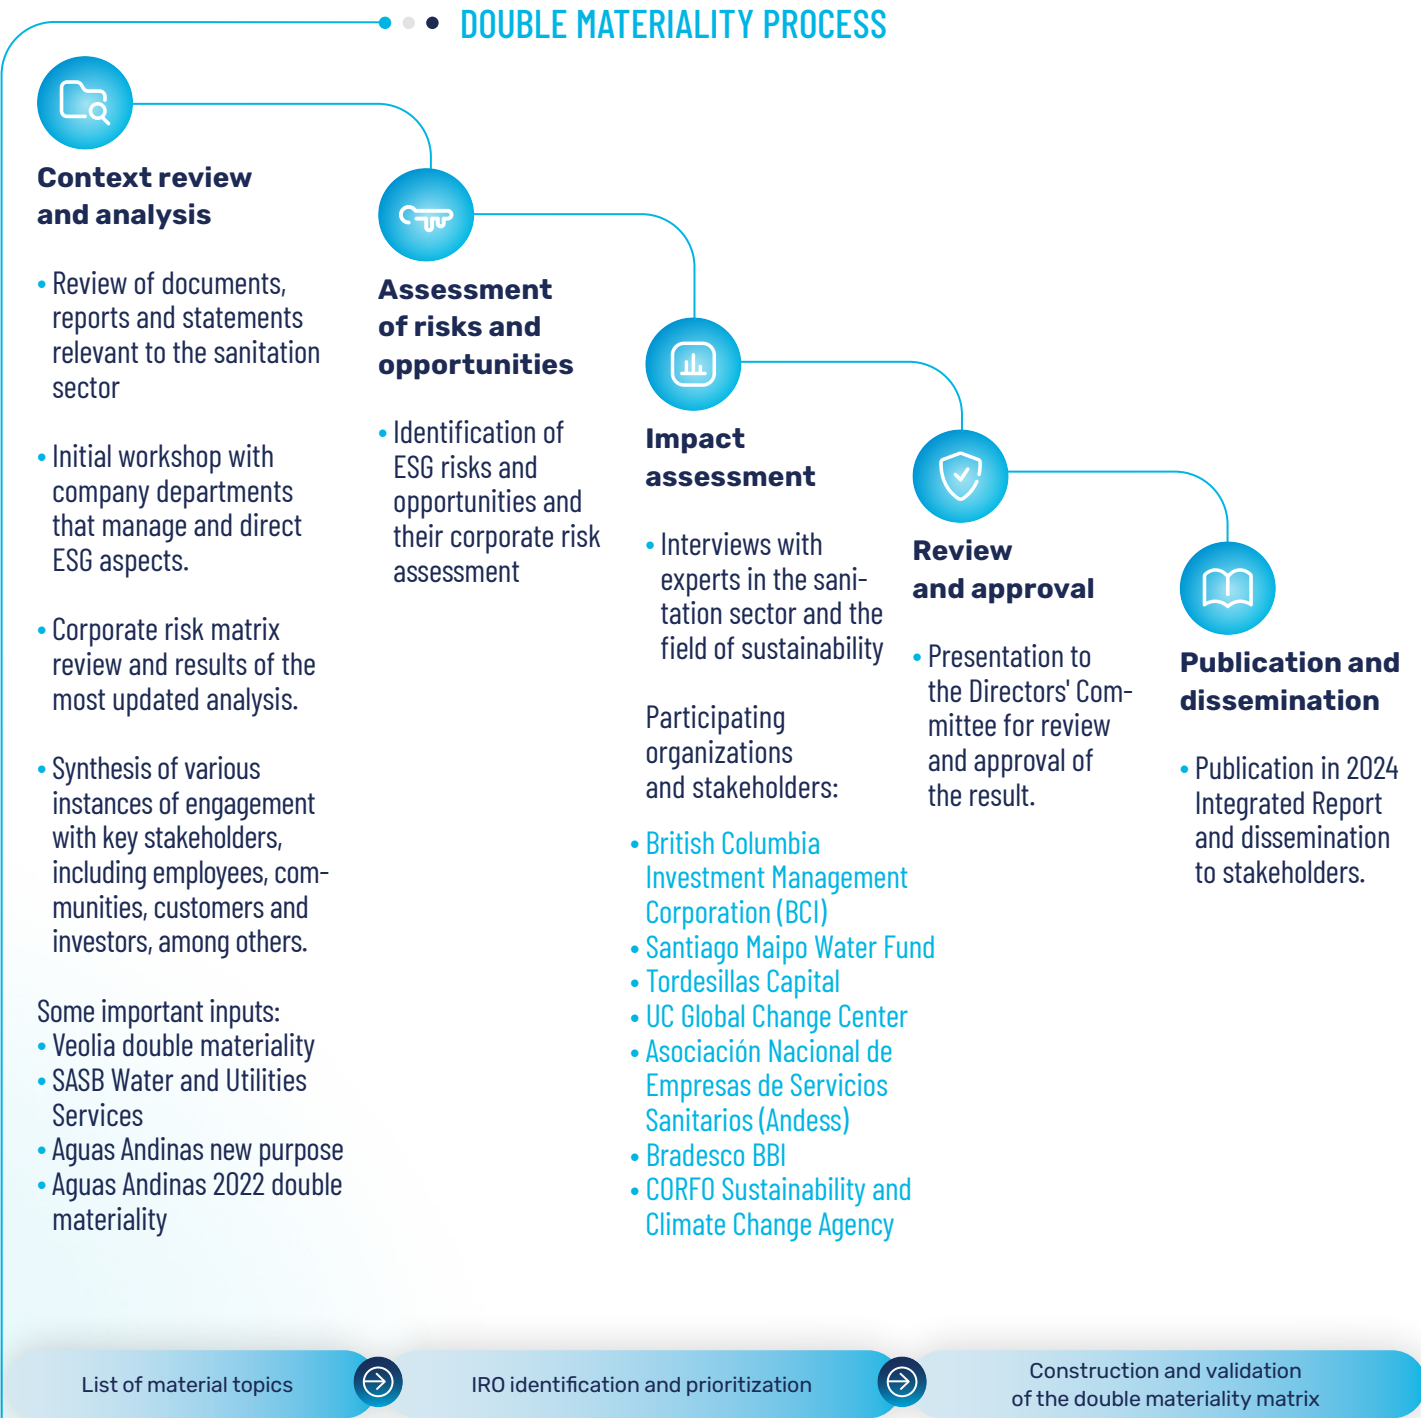 DOUBLE MATERIALITY PROCESS
Context review
and analysis
• Review of documents,
reports and statements
relevant to the sanitation
sector
• Initial workshop with
company departments
that manage and direct
ESG aspects.
• Corporate risk matrix
review and results of the
most updated analysis.
• Synthesis of various
instances of engagement
with key stakeholders,
including employees, com-
munities, customers and
investors, among others.
Some important inputs:
• Veolia double materiality
• SASB Water and Utilities
Services
• Aguas Andinas new purpose
• Aguas Andinas 2022 double
materiality
Assessment
of risks and
opportunities
• Identification of
ESG risks and
opportunities and
their corporate risk
assessment
Impact
assessment
• Interviews with
experts in the sani-
tation sector and the
field of sustainability
Participating
organizations
and stakeholders:
• British Columbia
Investment Management
Corporation (BCI)
• Santiago Maipo Water Fund
• Tordesillas Capital
• UC Global Change Center
• Asociación Nacional de
Empresas de Servicios
Sanitarios (Andess)
• Bradesco BBI
• CORFO Sustainability and
Climate Change Agency
Review
and approval
• Presentation to
the Directors' Com-
mittee for review
and approval of
the result.
Publication and
dissemination
• Publication in 2024
Integrated Report
and dissemination
to stakeholders.
List of material topics
IRO identification and prioritization
Construction and validation
of the double materiality matrix